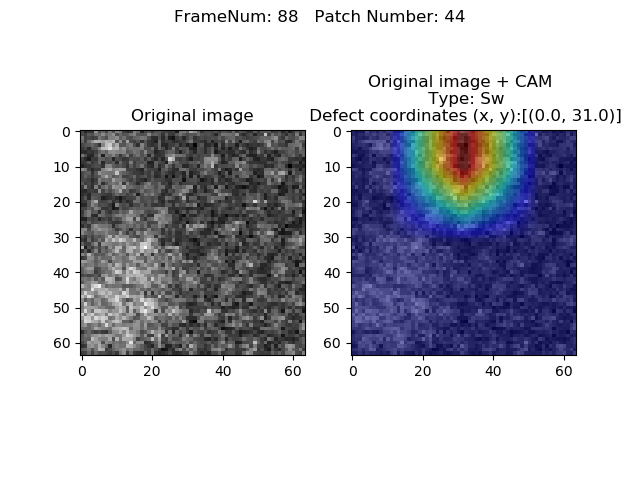 FrameNum: 88   Patch Number: 44
Original image
Original image + CAM
Type: Sw
Defect coordinates (x, y):[(0.0, 31.0)]
0
10
20
30
40
50
60
0 20 40 60
0
10
20
30
40
50
60
0 20 40 60